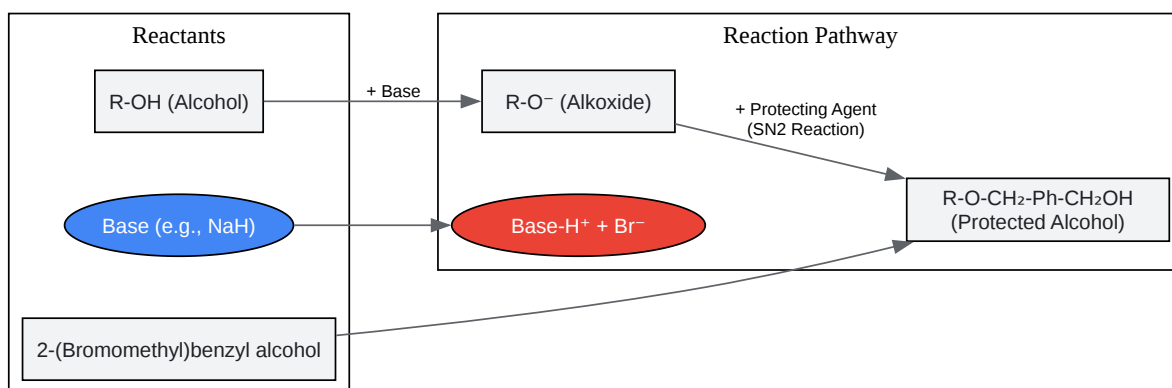 Reactants
Reaction Pathway
R-OH (Alcohol)
+ Base
R-O⁻ (Alkoxide)
+ Protecting Agent
(SN2 Reaction)
Base (e.g., NaH)
Base-H⁺ + Br⁻
R-O-CH₂-Ph-CH₂OH
(Protected Alcohol)
2-(Bromomethyl)benzyl alcohol